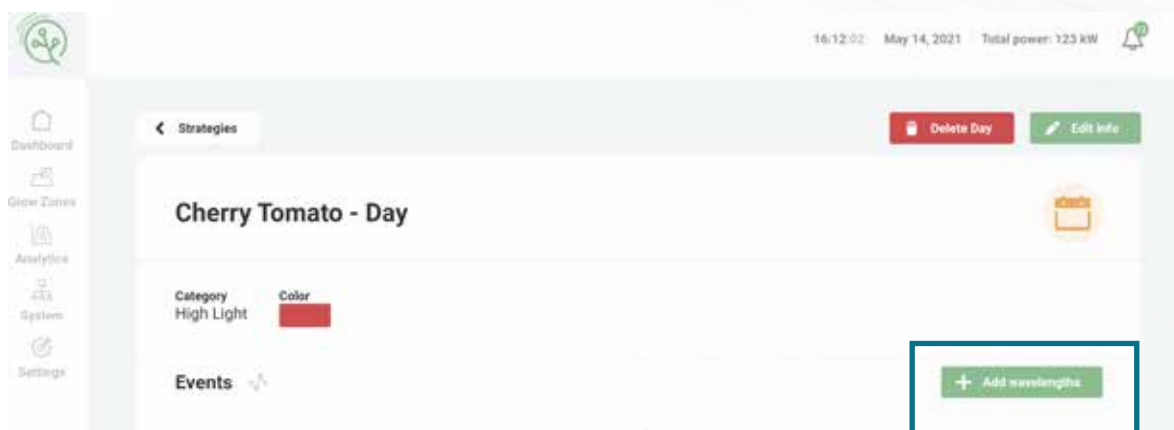 16:12:02 May 14, 2021 Total power: 123 kW
Dashboard
Grow Zones
Analytics
System
Settings
Strategies
Delete Day
Edit info
Cherry Tomato - Day
Category
High Light
Color
Events
Add wavelengths